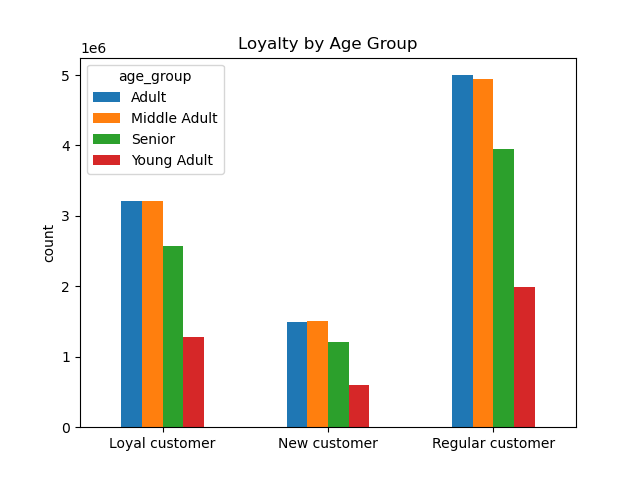 Loyalty by Age Group
1e6
age_group
Adult
Middle Adult
Senior
Young Adult
count
5
4
3
2
1
0
Loyal customer
New customer
Regular customer